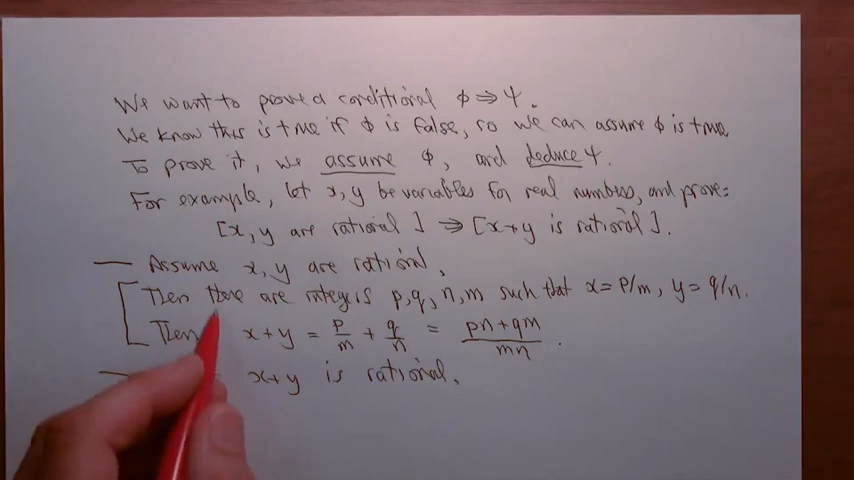 We want to prove a conditional ϕ ⇒ ψ.
We know this is true if ϕ is false, so we can assume ϕ is true
To prove it, we assume ϕ, and deduce ψ.
For example, let x, y be variables for real numbers, and prove:
[x, y are rational] ⇒ [x+y is rational].
— Assume x, y are rational.
Then there are integers p, q, n, m such that x = p/m, y = q/n.
Then x+y = p/m + q/n = (pn+qm)/mn.
— x+y is rational.